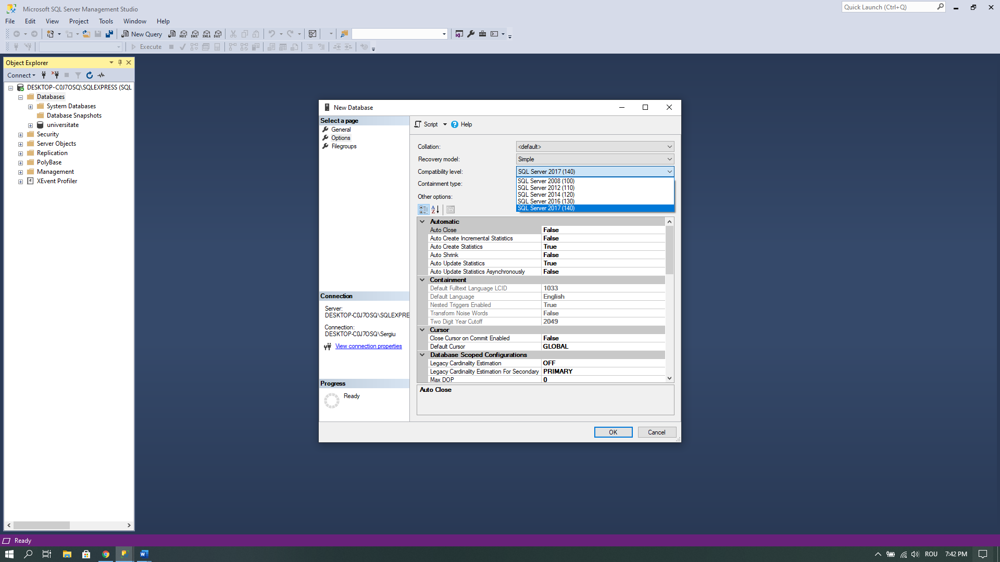 Microsoft SQL Server Management Studio
Quick Launch (Ctrl+Q)
File Edit View Project Tools Window Help
New Query
MDX DMX XMLA DAX
Execute
Object Explorer
Connect
DESKTOP-C0J7OSQ\SQLEXPRESS (SQL
Databases
System Databases
Database Snapshots
universitate
Security
Server Objects
Replication
PolyBase
Management
XEvent Profiler
New Database
Select a page
General
Options
Filegroups
Script Help
Collation: <default>
Recovery model: Simple
Compatibility level: SQL Server 2017 (140)
SQL Server 2008 (100)
SQL Server 2012 (110)
SQL Server 2014 (120)
SQL Server 2016 (130)
SQL Server 2017 (140)
Containment type:
Other options:
Automatic
Auto Close False
Auto Create Incremental Statistics False
Auto Create Statistics True
Auto Shrink False
Auto Update Statistics True
Auto Update Statistics Asynchronously False
Containment
Default Fulltext Language LCID 1033
Default Language English
Nested Triggers Enabled True
Transform Noise Words False
Two Digit Year Cutoff 2049
Cursor
Close Cursor on Commit Enabled False
Default Cursor GLOBAL
Database Scoped Configurations
Legacy Cardinality Estimation OFF
Legacy Cardinality Estimation For Secondary PRIMARY
Max DOP 0
Auto Close
Connection
Server:
DESKTOP-C0J7OSQ\SQLEXPRE
Connection:
DESKTOP-C0J7OSQ\Sergiu
View connection properties
Progress
Ready
OK Cancel
Ready
ROU 7:42 PM